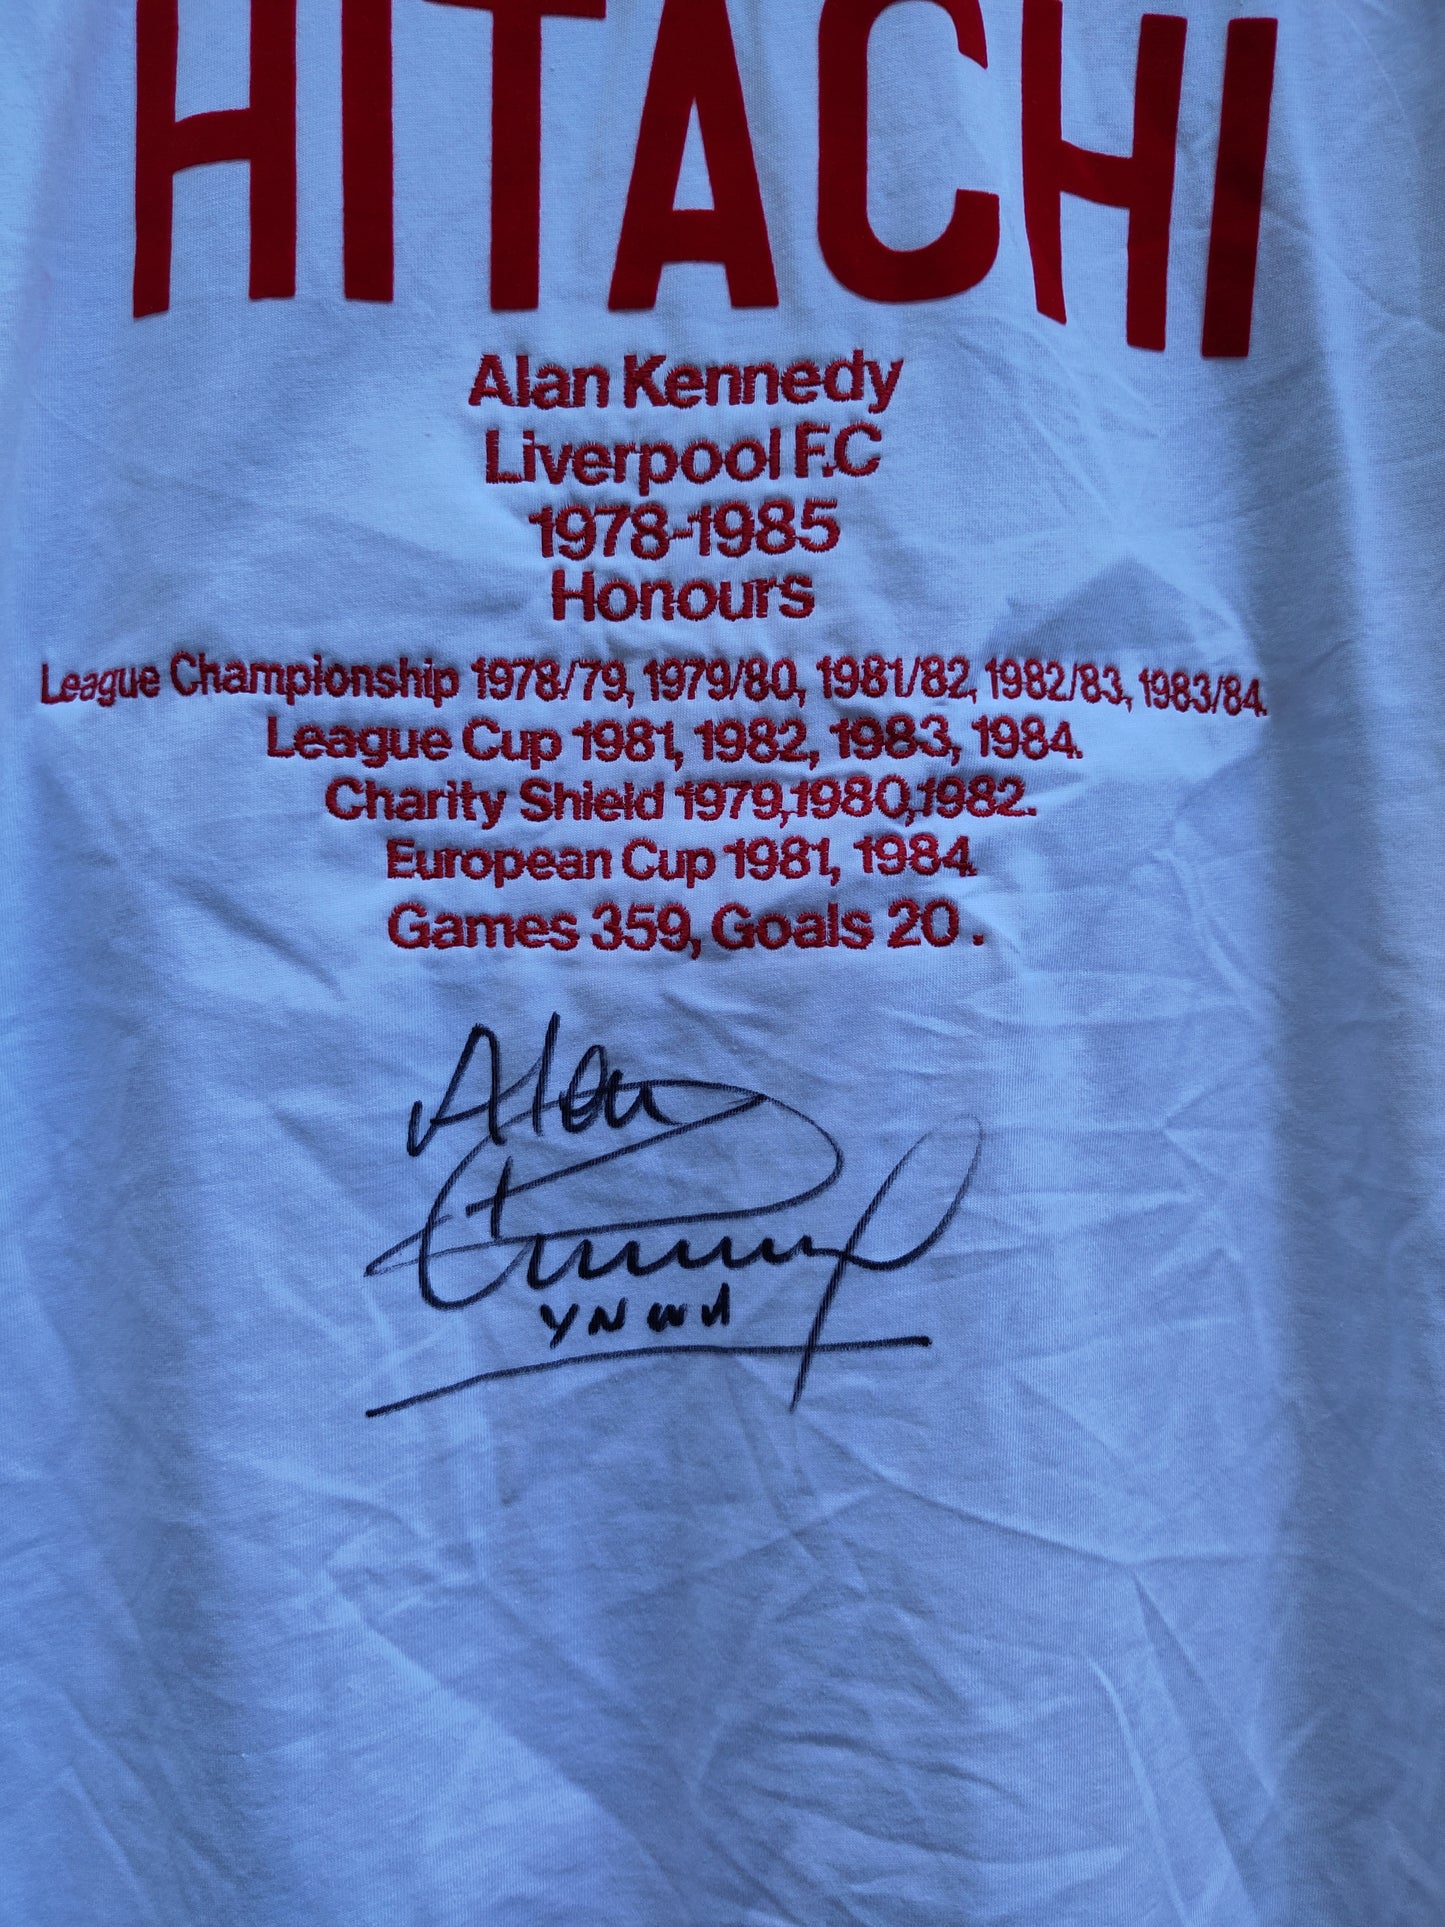 HITACHI
Alan Kennedy
Liverpool F.C
1978-1985
Honours
League Championship 1978/79, 1979/80, 1981/82, 1982/83, 1983/84.
League Cup 1981, 1982, 1983, 1984.
Charity Shield 1979,1980,1982.
European Cup 1981, 1984
Games 359, Goals 20 .
Alan
Kennedy
YNWA